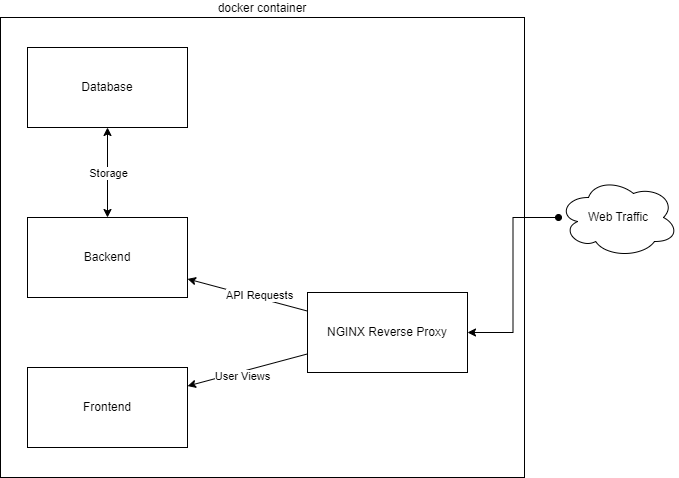 docker container
Database
Storage
Backend
Web Traffic
API Requests
NGINX Reverse Proxy
User Views
Frontend